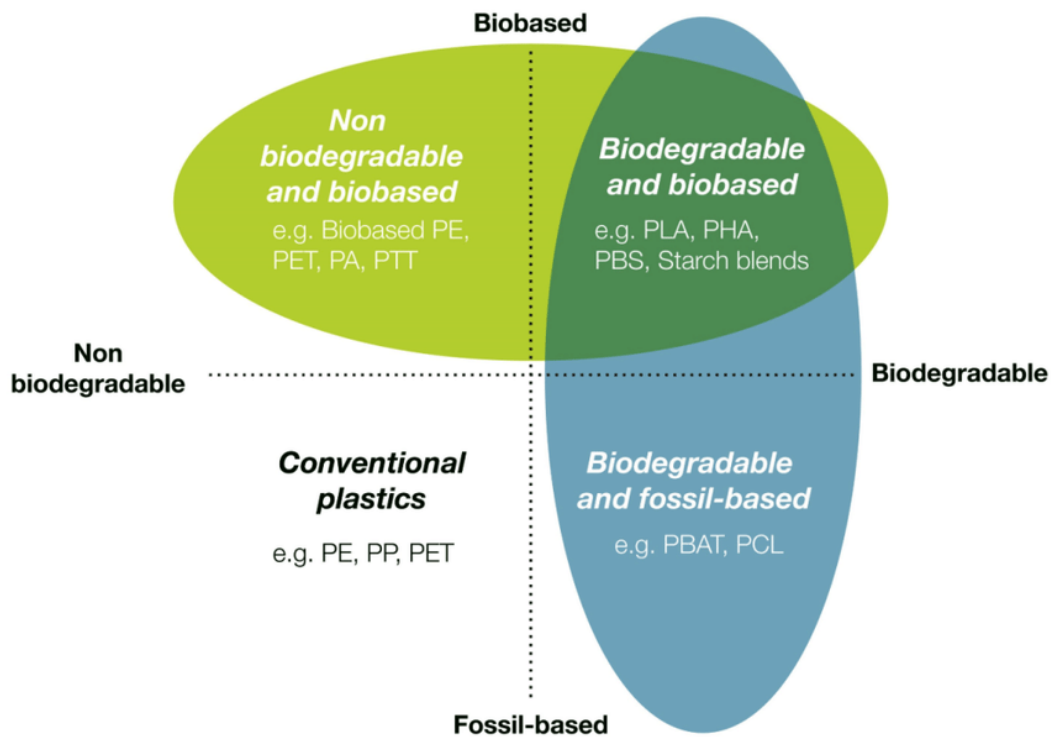 Biobased
Non
biodegradable
and biobased
e.g. Biobased PE,
PET, PA, PTT
Biodegradable
and biobased
e.g. PLA, PHA,
PBS, Starch blends
Non
biodegradable
Biodegradable
Conventional
plastics
e.g. PE, PP, PET
Biodegradable
and fossil-based
e.g. PBAT, PCL
Fossil-based